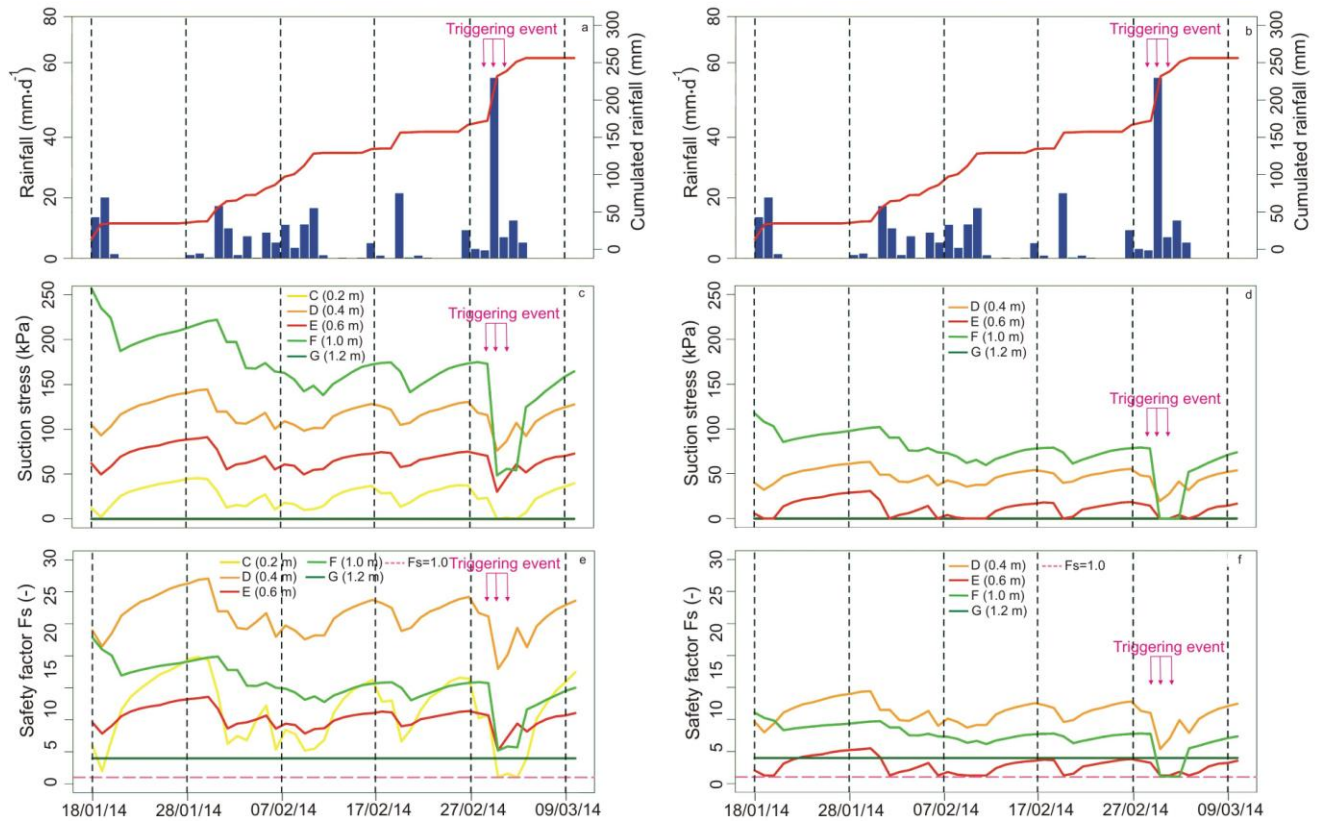 80
60
40
20
0
Rainfall (mm·d-1)
Triggering event
a
300
250
200
150
100
50
0
Cumulated rainfall (mm)
80
60
40
20
0
Rainfall (mm·d-1)
Triggering event
b
300
250
200
150
100
50
0
Cumulated rainfall (mm)
250
200
150
100
50
0
Suction stress (kPa)
C (0.2 m)
D (0.4 m)
E (0.6 m)
F (1.0 m)
G (1.2 m)
Triggering event
c
250
200
150
100
50
0
Suction stress (kPa)
D (0.4 m)
E (0.6 m)
F (1.0 m)
G (1.2 m)
Triggering event
d
30
25
20
15
10
5
0
Safety factor Fs (-)
C (0.2 m)
D (0.4 m)
E (0.6 m)
F (1.0 m)
G (1.2 m)
Fs=1.0
Triggering event
e
18/01/14 28/01/14 07/02/14 17/02/14 27/02/14 09/03/14
30
25
20
15
10
5
0
Safety factor Fs (-)
D (0.4 m)
E (0.6 m)
F (1.0 m)
G (1.2 m)
Fs=1.0
Triggering event
f
18/01/14 28/01/14 07/02/14 17/02/14 27/02/14 09/03/14